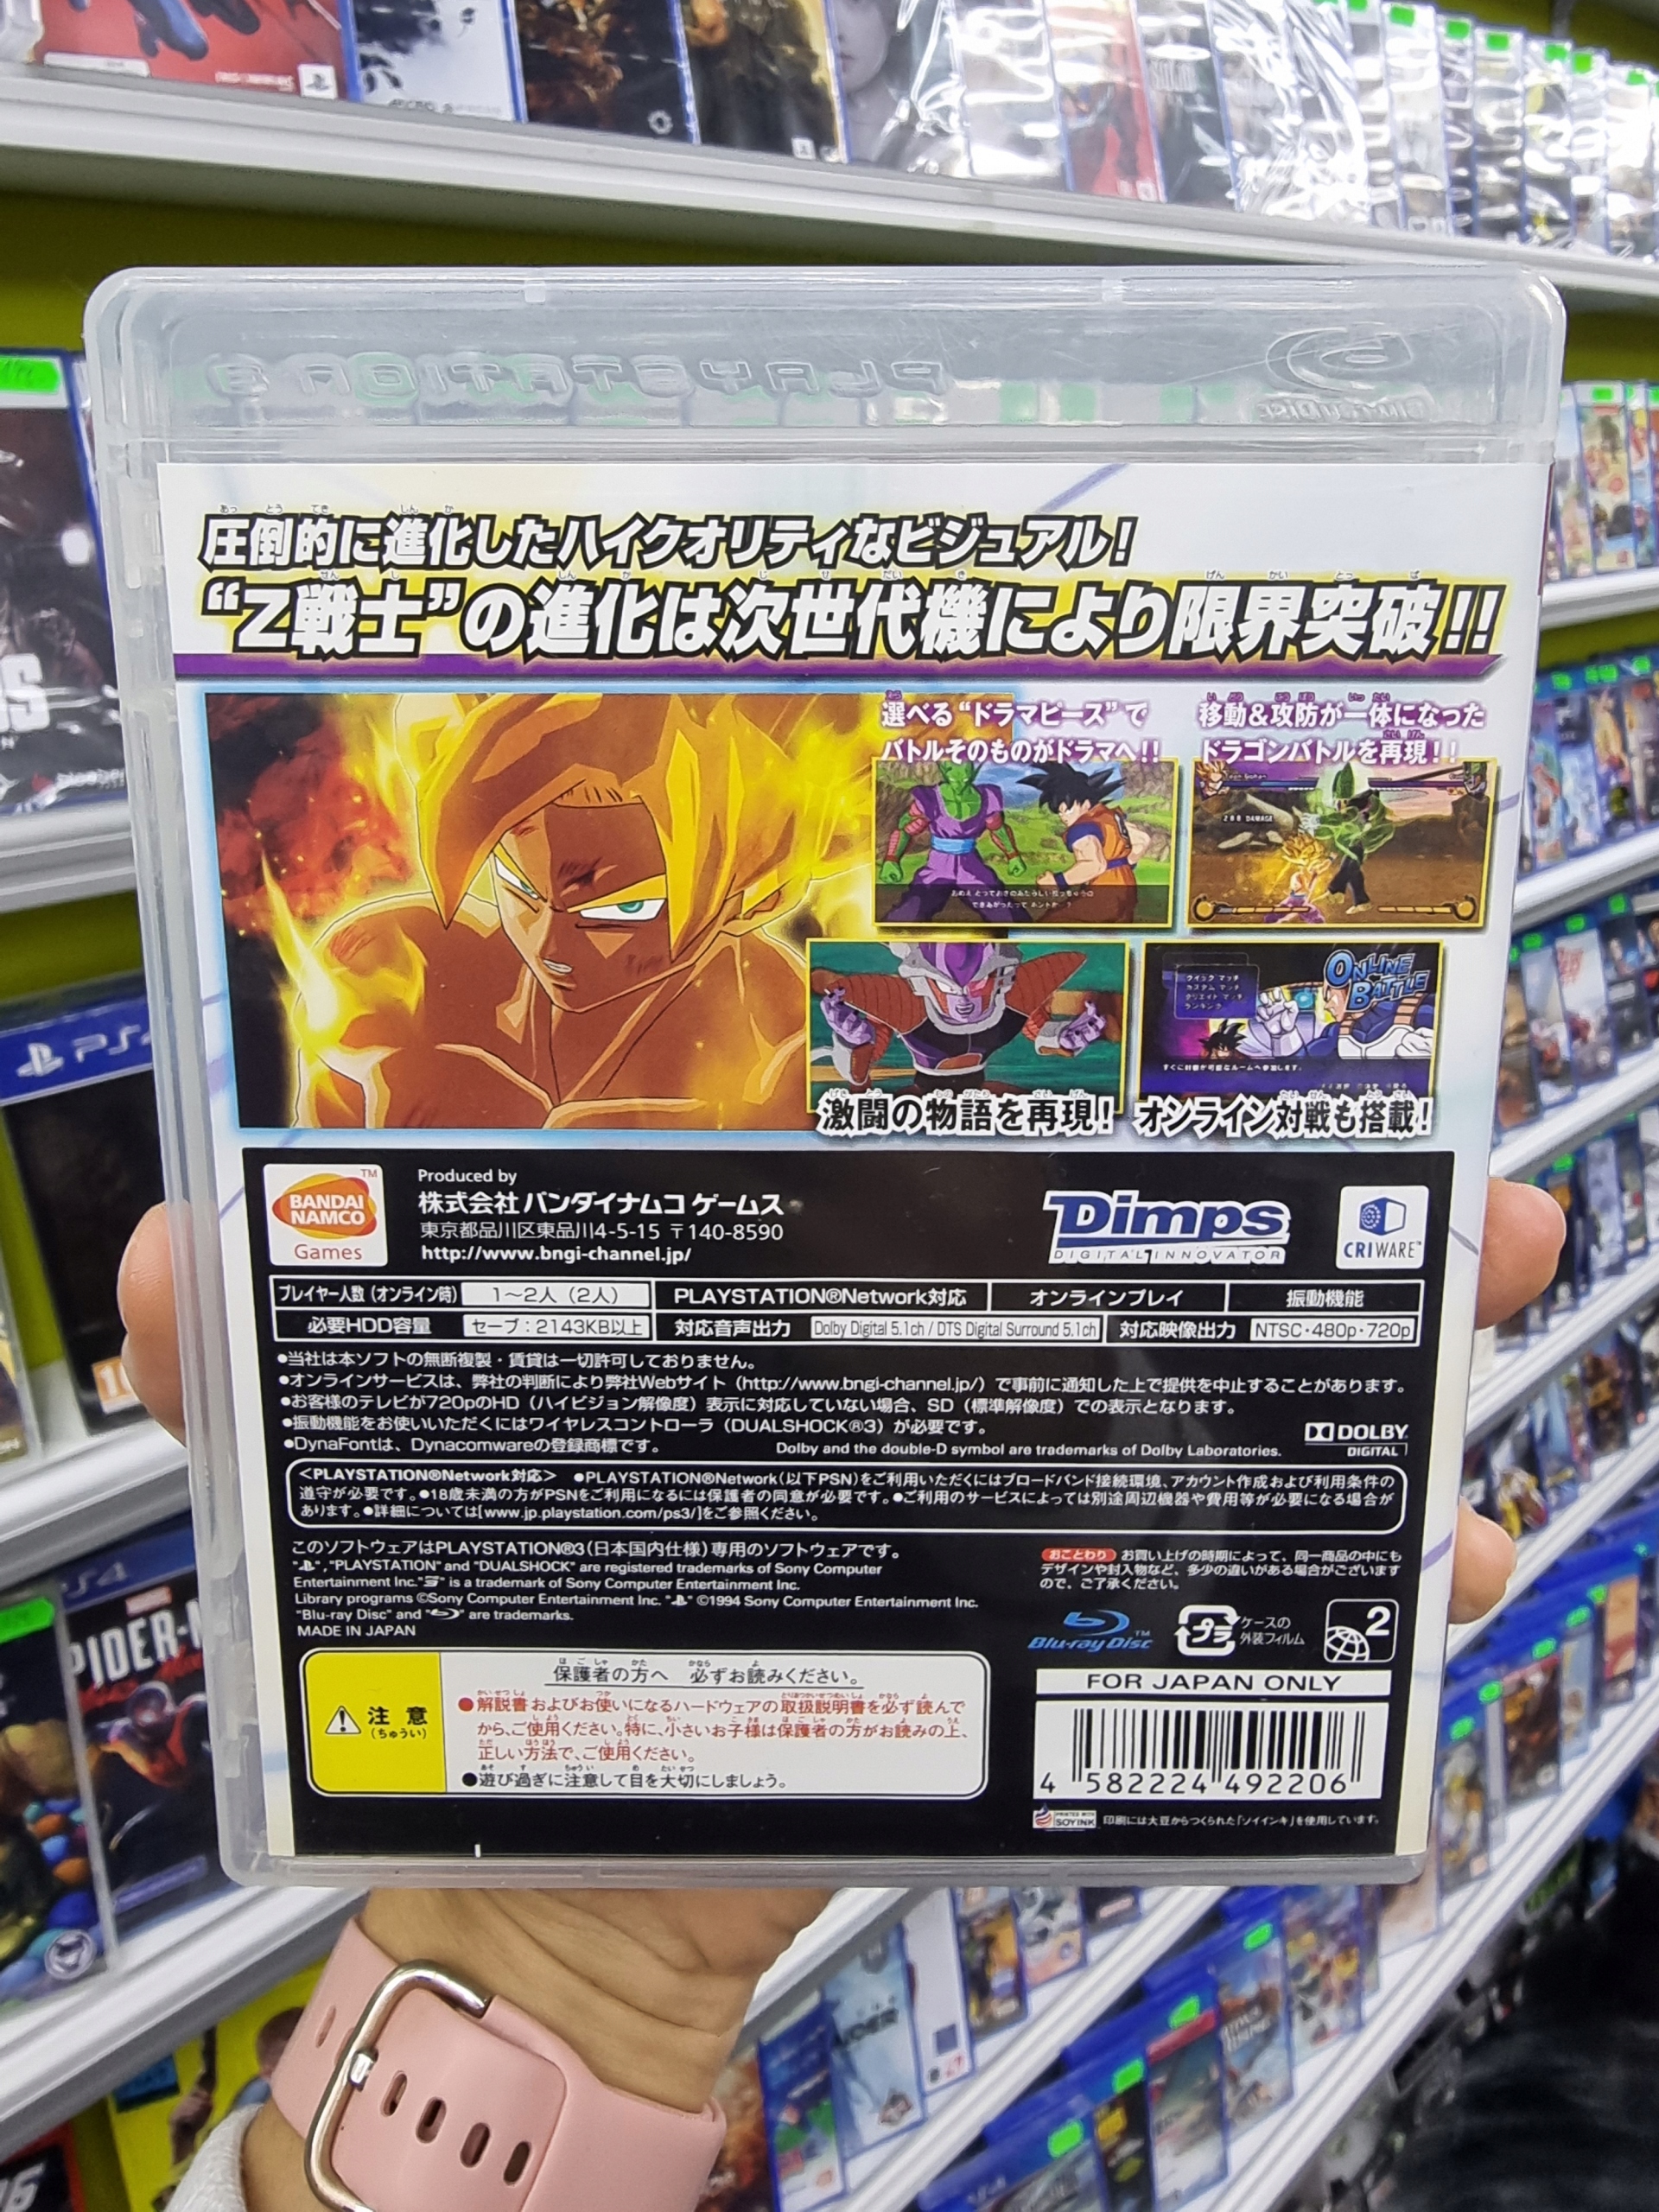 圧倒的に進化したハイクオリティなビジュアル!
“Z戦士”の進化は次世代機により限界突破!!
選べる“ドラマピース”で
バトルそのものがドラマへ!!
移動&攻防が一体になった
ドラゴンバトルを再現!!
288 DAMAGE
激闘の物語を再現!
ONLINE
BATTLE
クイック マッチ
カスタム マッチ
クリエイト マッチ
ランキング
オンライン対戦も搭載!
BANDAI
NAMCO
Games
Produced by
株式会社 バンダイナムコ ゲームス
東京都品川区東品川4-5-15 〒140-8590
http://www.bngi-channel.jp/
Dimps
DIGITAL INNOVATOR
CRIWARE™
プレイヤー人数(オンライン時) 1~2人(2人) PLAYSTATION®Network対応 オンラインプレイ 振動機能
必要HDD容量 セーブ:2143KB以上 対応音声出力 Dolby Digital 5.1ch / DTS Digital Surround 5.1ch 対応映像出力 NTSC・480p・720p
●当社は本ソフトの無断複製・賃貸は一切許可しておりません。
●オンラインサービスは、弊社の判断により弊社Webサイト(http://www.bngi-channel.jp/)で事前に通知した上で提供を中止することがあります。
●お客様のテレビが720pのHD(ハイビジョン解像度)表示に対応していない場合、SD(標準解像度)での表示となります。
●振動機能をお使いいただくにはワイヤレスコントローラ(DUALSHOCK®3)が必要です。
●DynaFontは、Dynacomwareの登録商標です。
Dolby and the double-D symbol are trademarks of Dolby Laboratories.
DOLBY
DIGITAL
<PLAYSTATION®Network対応> ●PLAYSTATION®Network(以下PSN)をご利用いただくにはブロードバンド接続環境、アカウント作成および利用条件の
遵守が必要です。●18歳未満の方がPSNをご利用になるには保護者の同意が必要です。●ご利用のサービスによっては別途周辺機器や費用等が必要になる場合が
あります。●詳細については[www.jp.playstation.com/ps3/]をご参照ください。
このソフトウェアはPLAYSTATION®3(日本国内仕様)専用のソフトウェアです。
" ", "PLAYSTATION" and "DUALSHOCK" are registered trademarks of Sony Computer
Entertainment Inc." " is a trademark of Sony Computer Entertainment Inc.
Library programs ©Sony Computer Entertainment Inc. " " ©1994 Sony Computer Entertainment Inc.
"Blu-ray Disc" and " " are trademarks.
MADE IN JAPAN
おことわり お買い上げの時期によって、同一商品の中にも
デザインや封入物など、多少の違いがある場合がございます
ので、ご了承ください。
Blu-ray Disc™
プラ
ケースの
外装フィルム
2
FOR JAPAN ONLY
4 582224 492206
PRINTED WITH
SOY INK
印刷には大豆からつくられた「ソイインキ」を使用しています。
注意
(ちゅうい)
保護者の方へ 必ずお読みください。
●解説書およびお使いになるハードウェアの取扱説明書を必ず読んで
から、ご使用ください。特に、小さいお子様は保護者の方がお読みの上、
正しい方法で、ご使用ください。
●遊び過ぎに注意して目を大切にしましょう。
PS4
MARVEL